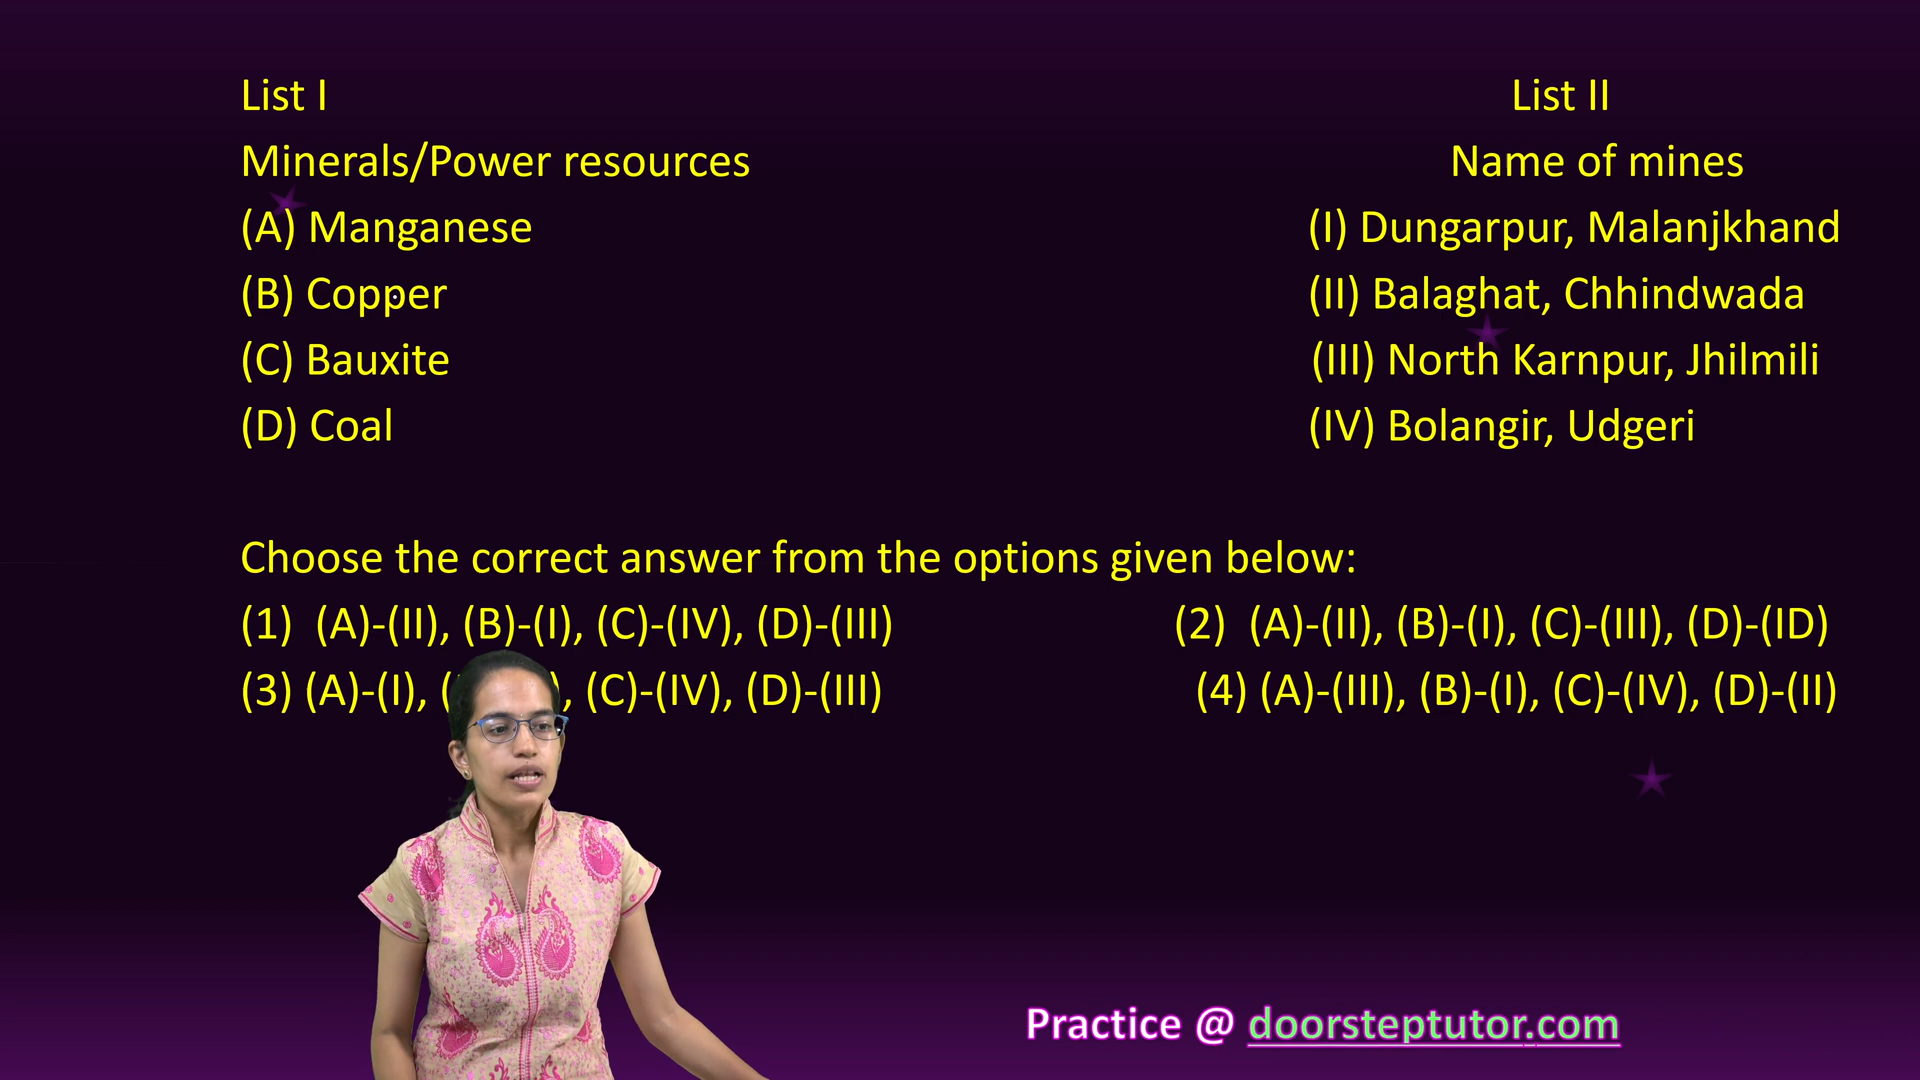 List I List II
Minerals/Power resources Name of mines
(A) Manganese (I) Dungarpur, Malanjkhand
(B) Copper (II) Balaghat, Chhindwada
(C) Bauxite (III) North Karnpur, Jhilmili
(D) Coal (IV) Bolangir, Udgeri
Choose the correct answer from the options given below:
(1) (A)-(II), (B)-(I), (C)-(IV), (D)-(III) (2) (A)-(II), (B)-(I), (C)-(III), (D)-(ID)
(3) (A)-(I), (C)-(IV), (D)-(III) (4) (A)-(III), (B)-(I), (C)-(IV), (D)-(II)
Practice @ doorsteptutor.com